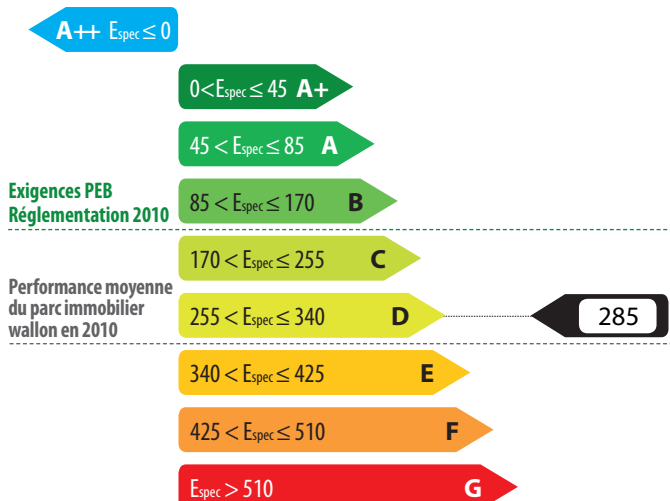 A++ Espec ≤ 0
0 < Espec ≤ 45 A+
45 < Espec ≤ 85 A
Exigences PEB
Réglementation 2010
85 < Espec ≤ 170 B
170 < Espec ≤ 255 C
Performance moyenne
du parc immobilier
wallon en 2010
255 < Espec ≤ 340 D
285
340 < Espec ≤ 425 E
425 < Espec ≤ 510 F
Espec > 510 G